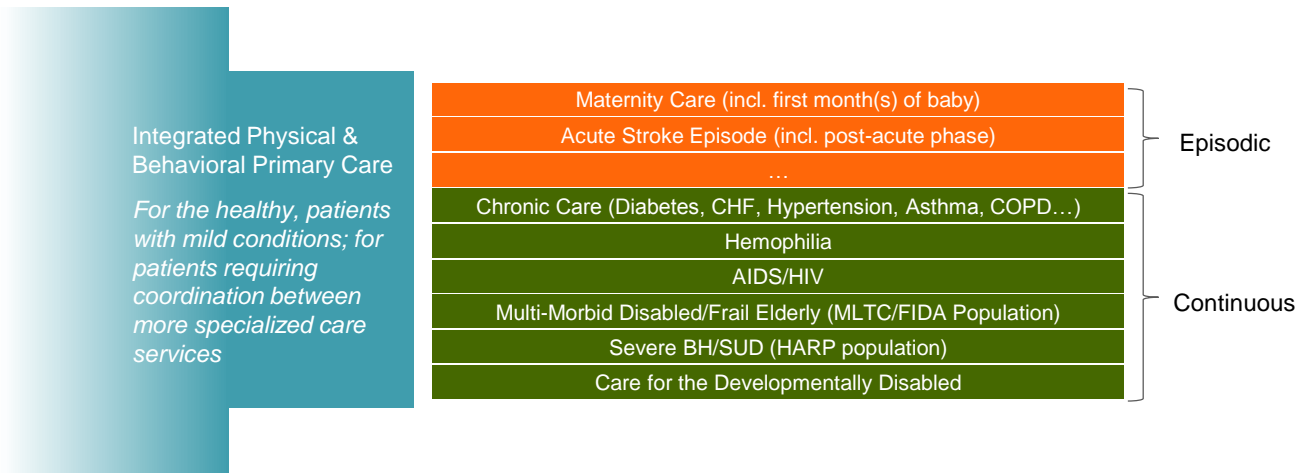 Integrated Physical &
Behavioral Primary Care
For the healthy, patients
with mild conditions; for
patients requiring
coordination between
more specialized care
services
Maternity Care (incl. first month(s) of baby)
Acute Stroke Episode (incl. post-acute phase)
…
Chronic Care (Diabetes, CHF, Hypertension, Asthma, COPD…)
Hemophilia
AIDS/HIV
Multi-Morbid Disabled/Frail Elderly (MLTC/FIDA Population)
Severe BH/SUD (HARP population)
Care for the Developmentally Disabled
Episodic
Continuous